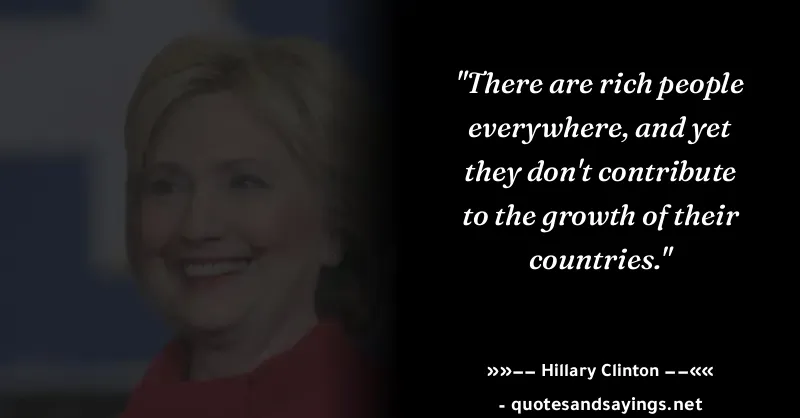 "There are rich people
everywhere, and yet
they don't contribute
to the growth of their
countries."
»»−− Hillary Clinton −−««
- quotesandsayings.net